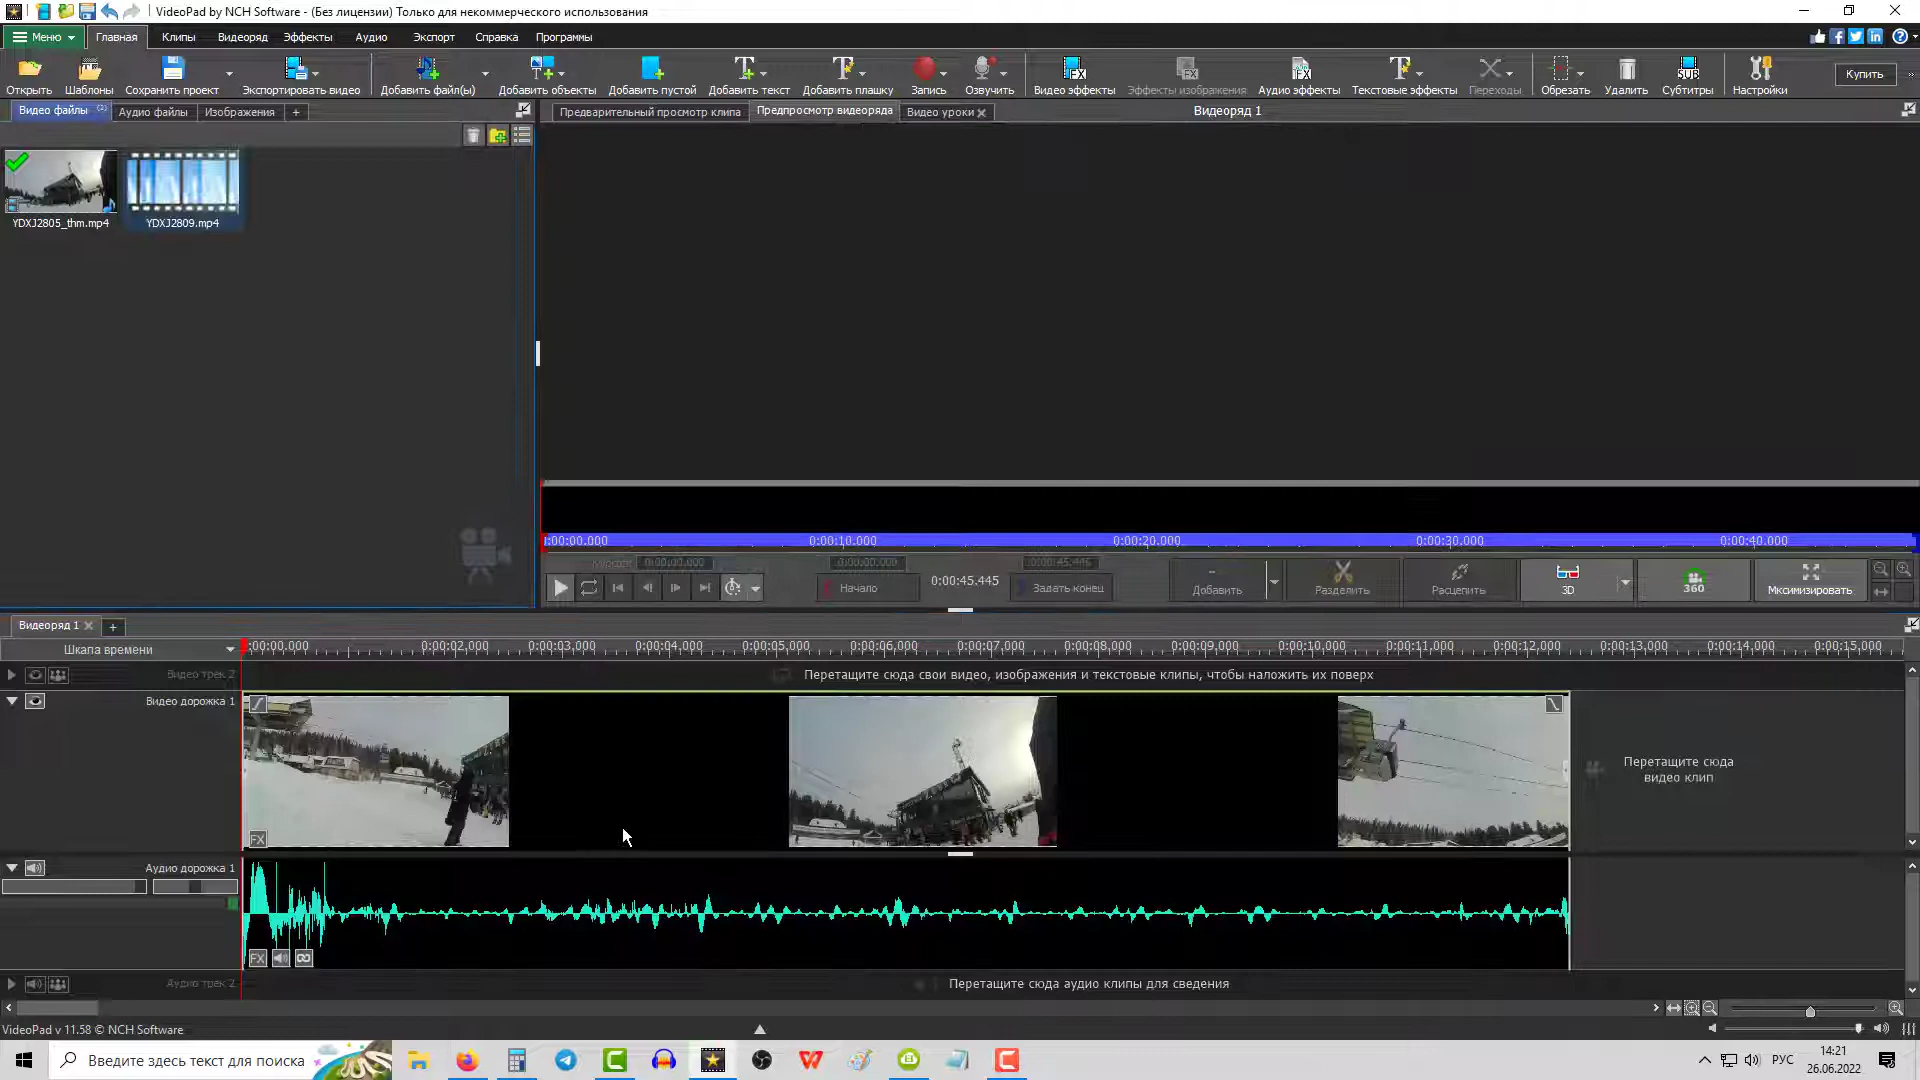 VideoPad by NCH Software - (Без лицензии) Только для некоммерческого использования
Меню
Главная
Клипы
Видеоряд
Эффекты
Аудио
Экспорт
Справка
Программы
Открыть
Шаблоны
Сохранить проект
Экспортировать видео
Добавить файл(ы)
Добавить объекты
Добавить пустой
Добавить текст
Добавить плашку
Запись
Озвучить
Видео эффекты
Эффекты изображения
Аудио эффекты
Текстовые эффекты
Переходы
Обрезать
Удалить
Субтитры
Настройки
Купить
Видео файлы (2)
Аудио файлы
Изображения
+
Предварительный просмотр клипа
Предпросмотр видеоряда
Видео уроки
Видеоряд 1
YDXJ2805_thm.mp4
YDXJ2809.mp4
0:00:00.000
0:00:10.000
0:00:20.000
0:00:30.000
0:00:40.000
Курсор:
0:00:00.000
0:00:00.000
0:00:45.446
Начало
0:00:45.445
Задать конец
Добавить
Разделить
Расцепить
3D
360
Мксимизировать
Видеоряд 1
+
Шкала времени
:00:00,000
0:00:02,000
0:00:03,000
0:00:04,000
0:00:05,000
0:00:06,000
0:00:07,000
0:00:08,000
0:00:09,000
0:00:10,000
0:00:11,000
0:00:12,000
0:00:13,000
0:00:14,000
0:00:15,000
Видео трек 2
Перетащите сюда свои видео, изображения и текстовые клипы, чтобы наложить их поверх
Видео дорожка 1
FX
Перетащите сюда
видео клип
Аудио дорожка 1
FX
Аудио трек 2
Перетащите сюда аудио клипы для сведения
VideoPad v 11.58 © NCH Software
Введите здесь текст для поиска
РУС
14:21
26.06.2022